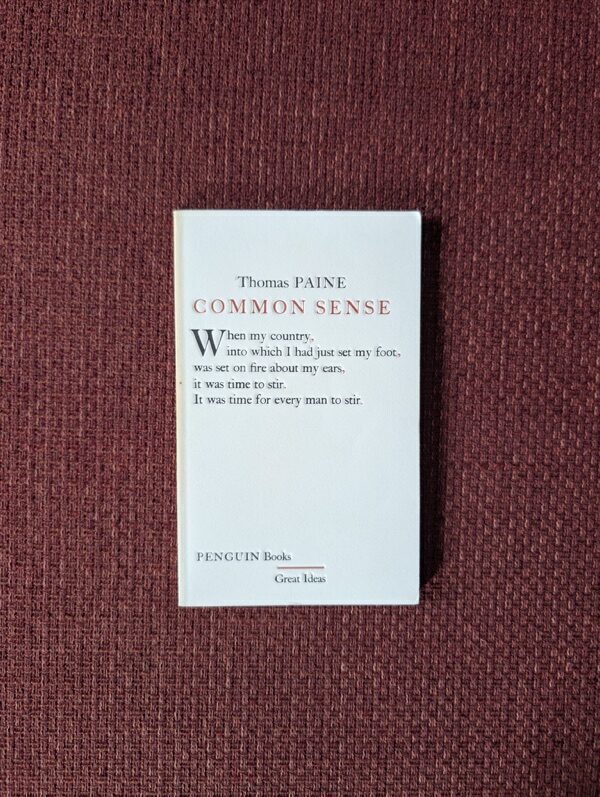 Thomas PAINE
COMMON SENSE
When my country,
into which I had just set my foot,
was set on fire about my ears,
it was time to stir.
It was time for every man to stir.
PENGUIN Books
Great Ideas